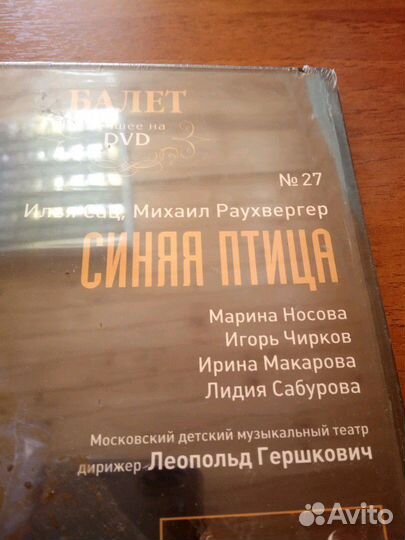 БАЛЕТ
на
DVD
№ 27
Илья Сац, Михаил Раухвергер
СИНЯЯ ПТИЦА
Марина Носова
Игорь Чирков
Ирина Макарова
Лидия Сабурова
Московский детский музыкальный театр
дирижер Леопольд Гершкович
Avito